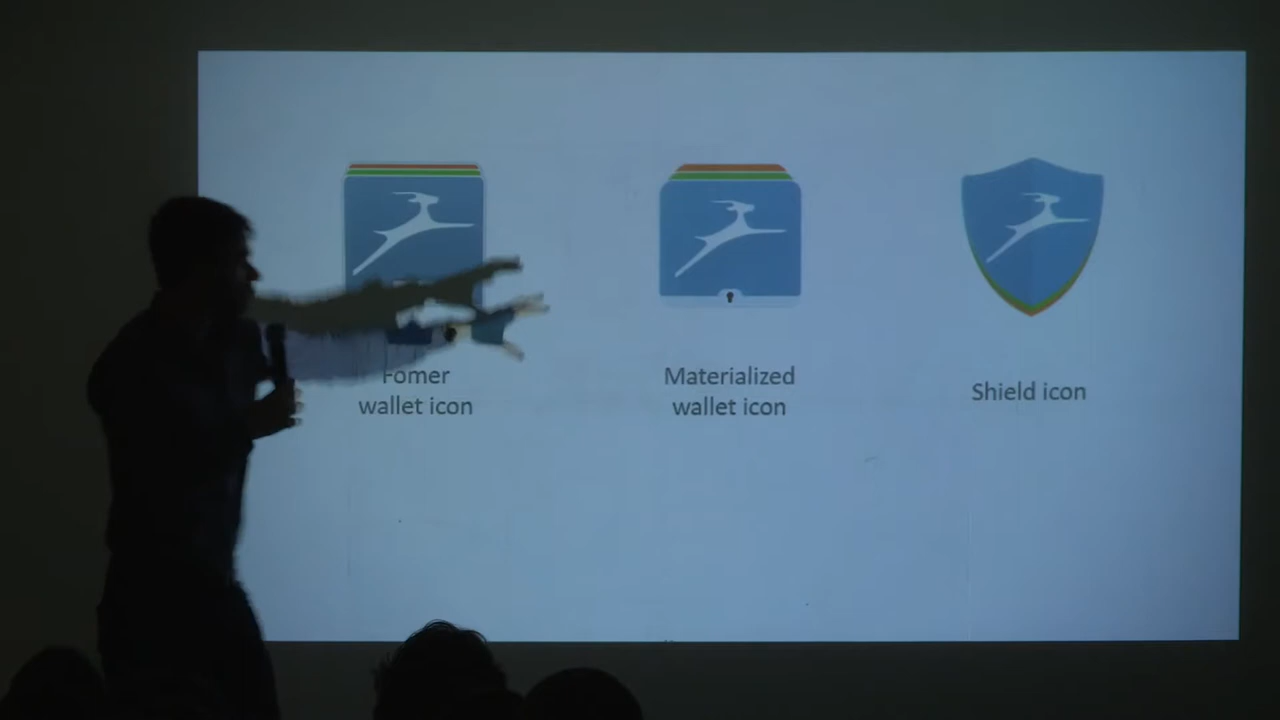 Fomer
wallet icon
Materialized
wallet icon
Shield icon